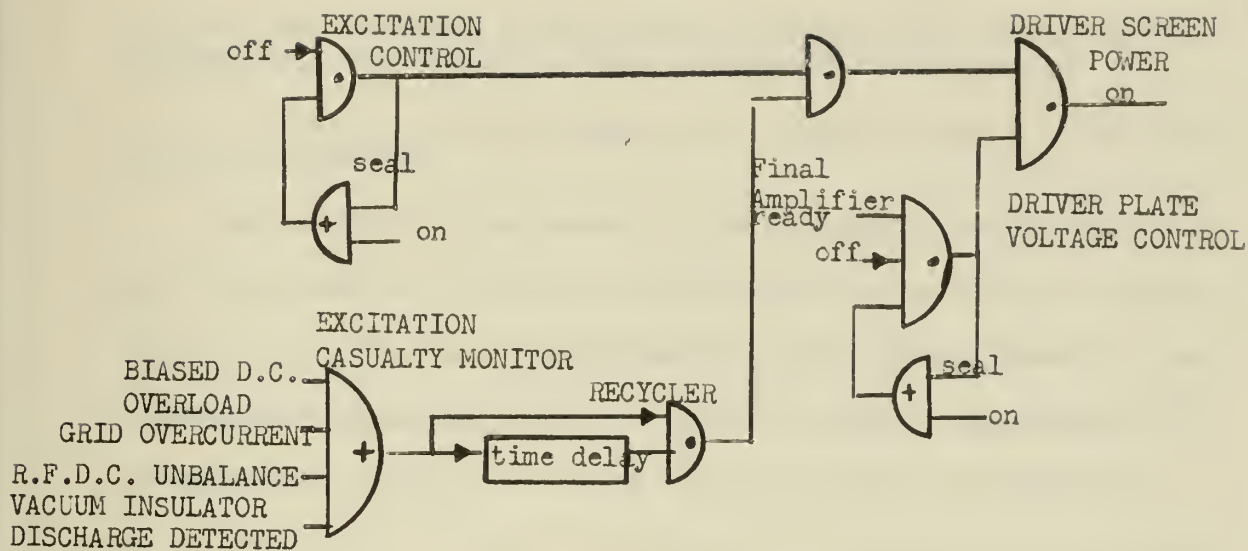 EXCITATION
CONTROL
off
seal
on
DRIVER SCREEN
POWER
on
Final
Amplifier
ready
off
DRIVER PLATE
VOLTAGE CONTROL
seal
on
EXCITATION
CASUALTY MONITOR
BIASED D.C.
OVERLOAD
GRID OVERCURRENT
R.F.D.C. UNBALANCE
VACUUM INSULATOR
DISCHARGE DETECTED
+
RECYCLER
time delay
+
+